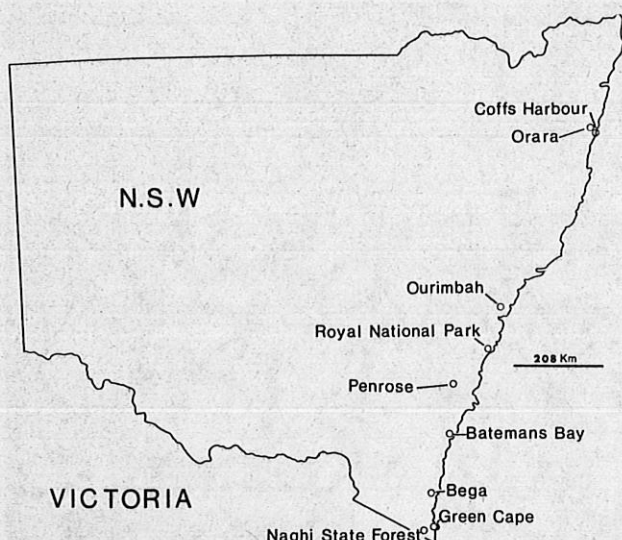 Coffs Harbour
Orara
N.S.W
Ourimbah
Royal National Park
208 Km
Penrose
Batemans Bay
VICTORIA
Bega
Green Cape
Naghi State Forest